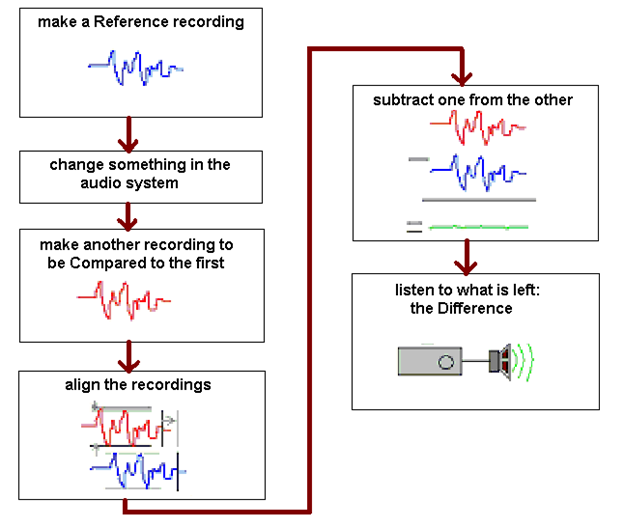 make a Reference recording
change something in the
audio system
make another recording to
be Compared to the first
align the recordings
subtract one from the other
listen to what is left:
the Difference